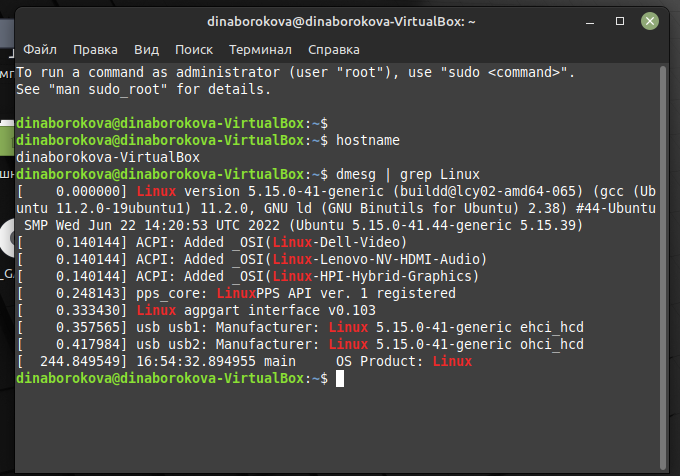 dinaborokova@dinaborokova-VirtualBox: ~
Файл Правка Вид Поиск Терминал Справка
To run a command as administrator (user "root"), use "sudo <command>".
See "man sudo_root" for details.
dinaborokova@dinaborokova-VirtualBox:~$
dinaborokova@dinaborokova-VirtualBox:~$ hostname
dinaborokova-VirtualBox
dinaborokova@dinaborokova-VirtualBox:~$ dmesg | grep Linux
[    0.000000] Linux version 5.15.0-41-generic (buildd@lcy02-amd64-065) (gcc (Ub
untu 11.2.0-19ubuntu1) 11.2.0, GNU ld (GNU Binutils for Ubuntu) 2.38) #44-Ubuntu
 SMP Wed Jun 22 14:20:53 UTC 2022 (Ubuntu 5.15.0-41.44-generic 5.15.39)
[    0.140144] ACPI: Added _OSI(Linux-Dell-Video)
[    0.140144] ACPI: Added _OSI(Linux-Lenovo-NV-HDMI-Audio)
[    0.140144] ACPI: Added _OSI(Linux-HPI-Hybrid-Graphics)
[    0.248143] pps_core: LinuxPPS API ver. 1 registered
[    0.333430] Linux agpgart interface v0.103
[    0.357565] usb usb1: Manufacturer: Linux 5.15.0-41-generic ehci_hcd
[    0.417984] usb usb2: Manufacturer: Linux 5.15.0-41-generic ohci_hcd
[  244.849549] 16:54:32.894955 main     OS Product: Linux
dinaborokova@dinaborokova-VirtualBox:~$